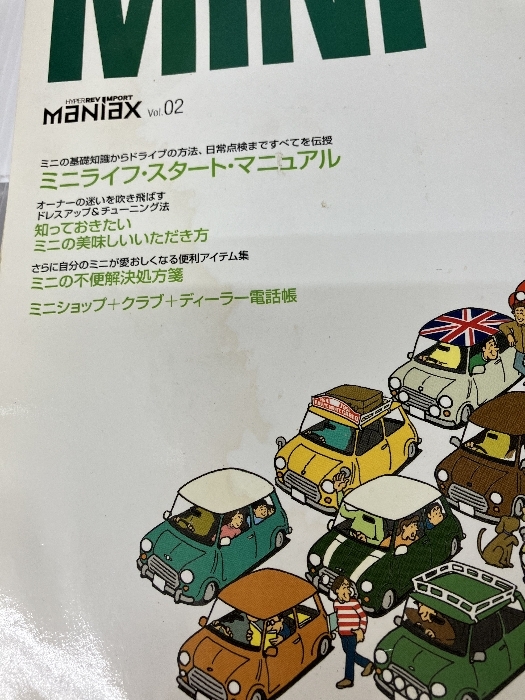 MINI
HYPERREV IMPORT
maniax Vol.02
ミニの基礎知識からドライブの方法、日常点検まですべてを伝授
ミニライフ・スタート・マニュアル
オーナーの迷いを吹き飛ばす
ドレスアップ&チューニング法
知っておきたい
ミニの美味しいいただき方
さらに自分のミニが愛おしくなる便利アイテム集
ミニの不便解決処方箋
ミニショップ+クラブ+ディーラー電話帳